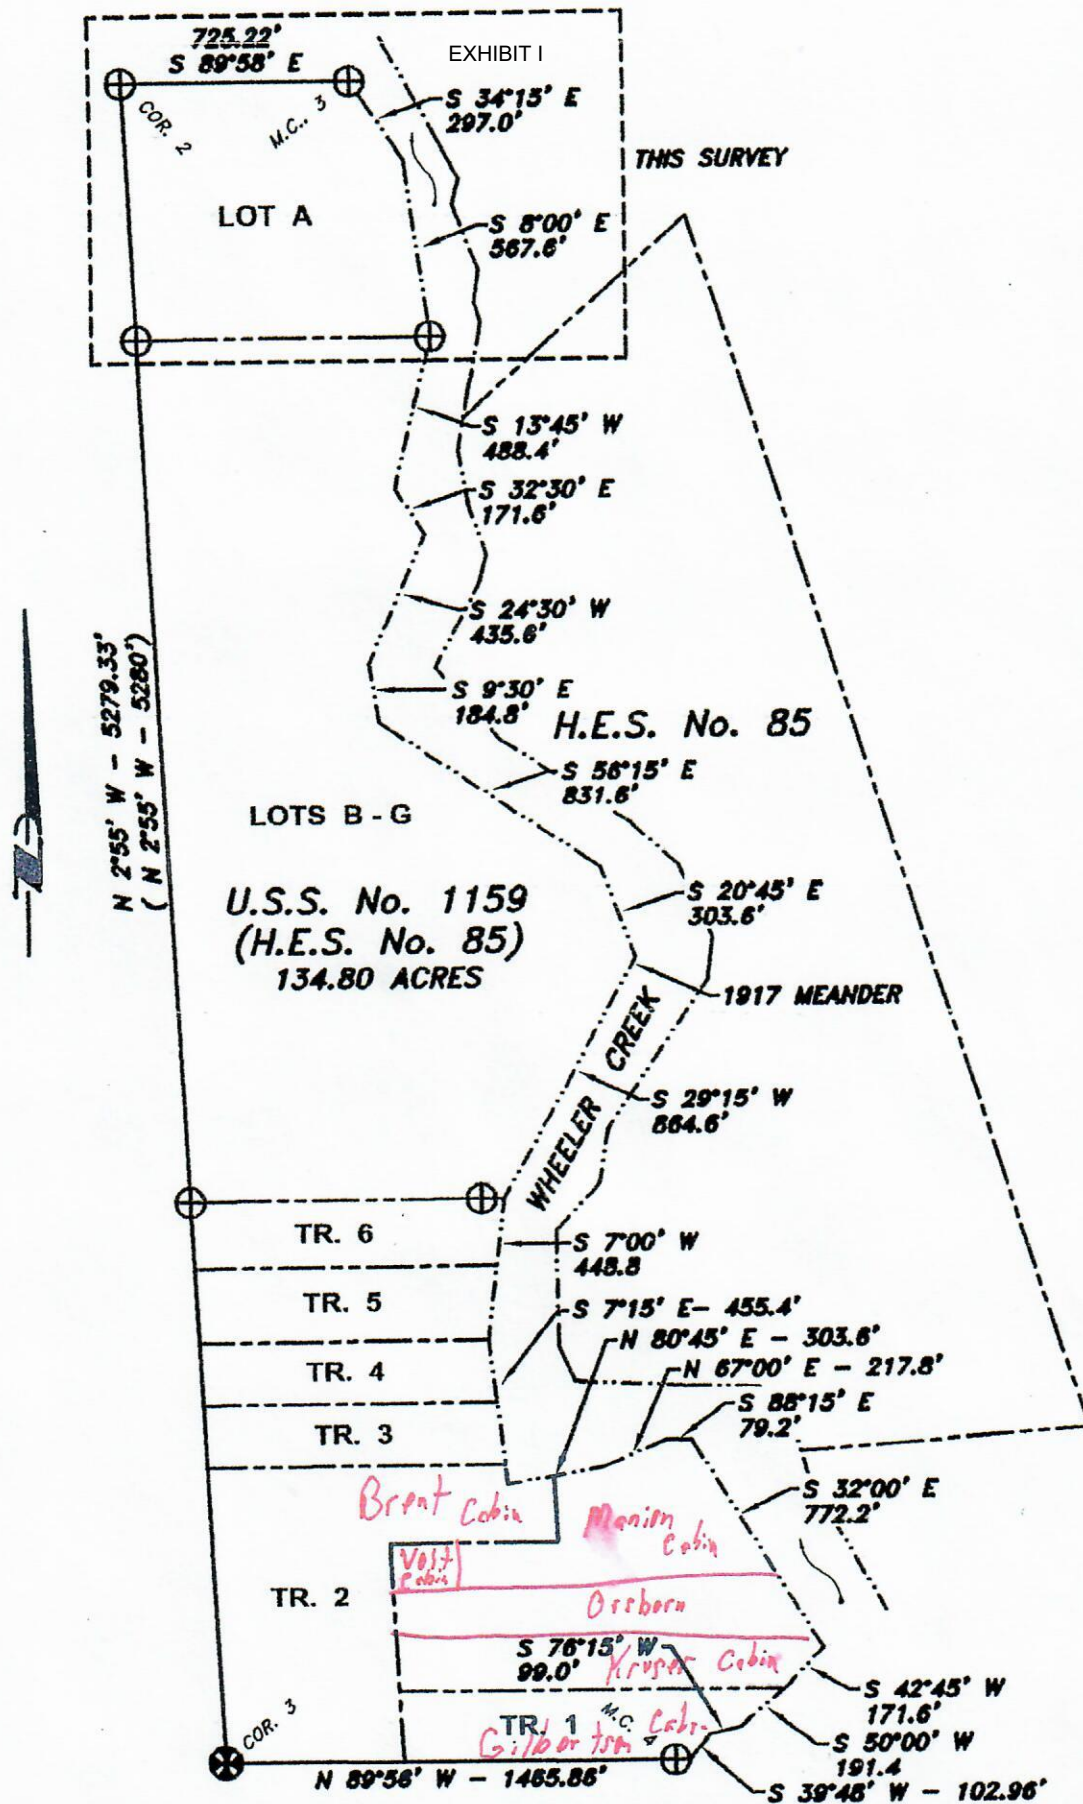 725.22'
S 89°58' E
EXHIBIT I
COR. 2
M.C. 3
S 34°15' E
297.0'
THIS SURVEY
LOT A
S 8°00' E
567.6'
S 13°45' W
488.4'
S 32°30' E
171.6'
S 24°30' W
435.6'
N 2°55' W - 5279.33'
( N 2°55' W - 5280')
S 9°30' E
184.8'
H.E.S. No. 85
S 56°15' E
831.6'
LOTS B - G
S 20°45' E
303.6'
U.S.S. No. 1159
(H.E.S. No. 85)
134.80 ACRES
1917 MEANDER
WHEELER CREEK
S 29°15' W
864.6'
TR. 6
S 7°00' W
448.8
TR. 5
S 7°15' E- 455.4'
N 80°45' E - 303.6'
TR. 4
N 67°00' E - 217.8'
S 88°15' E
79.2'
TR. 3
S 32°00' E
772.2'
Brent Cabin
Manion
Cabin
Cabin
TR. 2
Orsborn
S 76°15' W
99.0'
Kruser Cabin
S 42°45' W
171.6'
TR. 1
M.C. 4
Gilbertson Cabin
COR. 3
S 50°00' W
191.4
N 89°56' W - 1465.86'
S 39°48' W - 102.96'